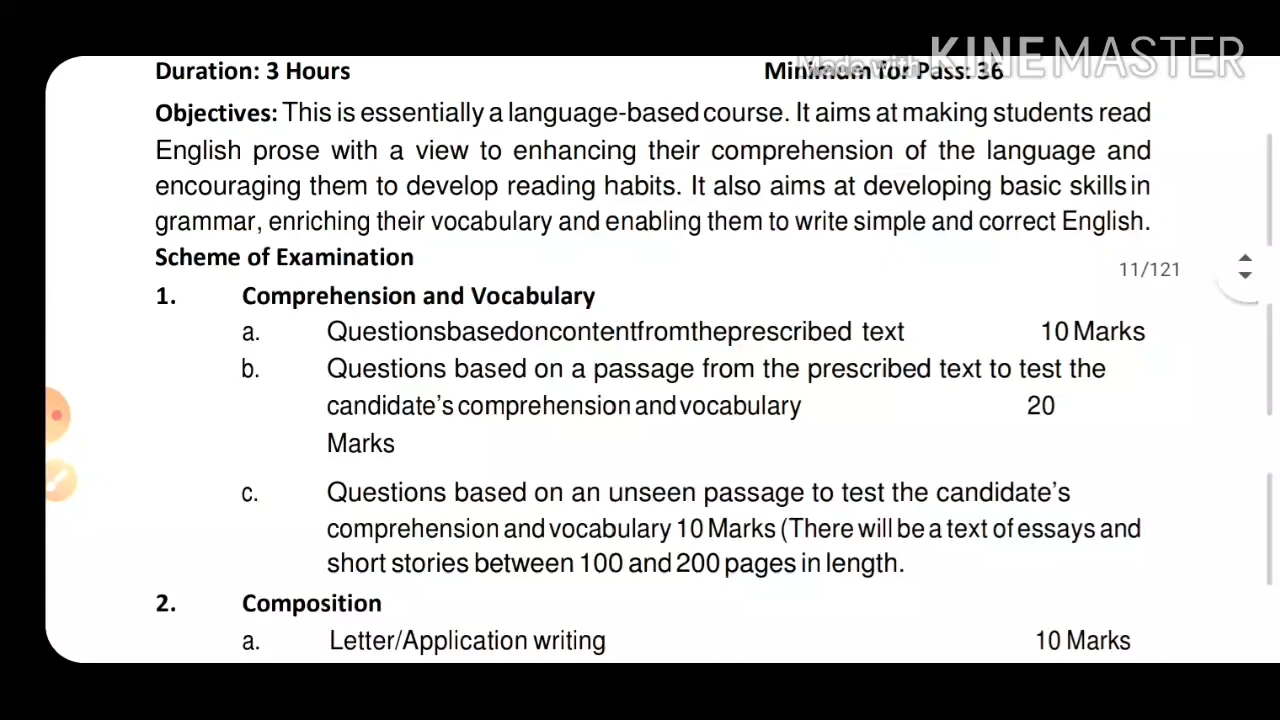 Made with KINEMASTER
Duration: 3 Hours Minimum for Pass: 36
Objectives: This is essentially a language-based course. It aims at making students read
English prose with a view to enhancing their comprehension of the language and
encouraging them to develop reading habits. It also aims at developing basic skills in
grammar, enriching their vocabulary and enabling them to write simple and correct English.
Scheme of Examination
11/121
1. Comprehension and Vocabulary
a. Questionsbasedoncontentfromtheprescribed text 10 Marks
b. Questions based on a passage from the prescribed text to test the
candidate's comprehension and vocabulary 20
Marks
c. Questions based on an unseen passage to test the candidate's
comprehension and vocabulary 10 Marks (There will be a text of essays and
short stories between 100 and 200 pages in length.
2. Composition
a. Letter/Application writing 10 Marks